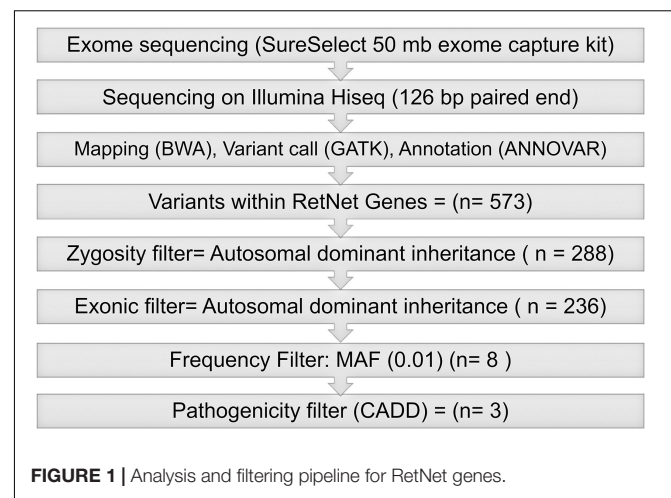 Exome sequencing (SureSelect 50 mb exome capture kit)
Sequencing on Illumina Hiseq (126 bp paired end)
Mapping (BWA), Variant call (GATK), Annotation (ANNOVAR)
Variants within RetNet Genes = (n= 573)
Zygosity filter= Autosomal dominant inheritance ( n = 288)
Exonic filter= Autosomal dominant inheritance ( n = 236)
Frequency Filter: MAF (0.01) (n= 8 )
Pathogenicity filter (CADD) = (n= 3)
FIGURE 1 | Analysis and filtering pipeline for RetNet genes.